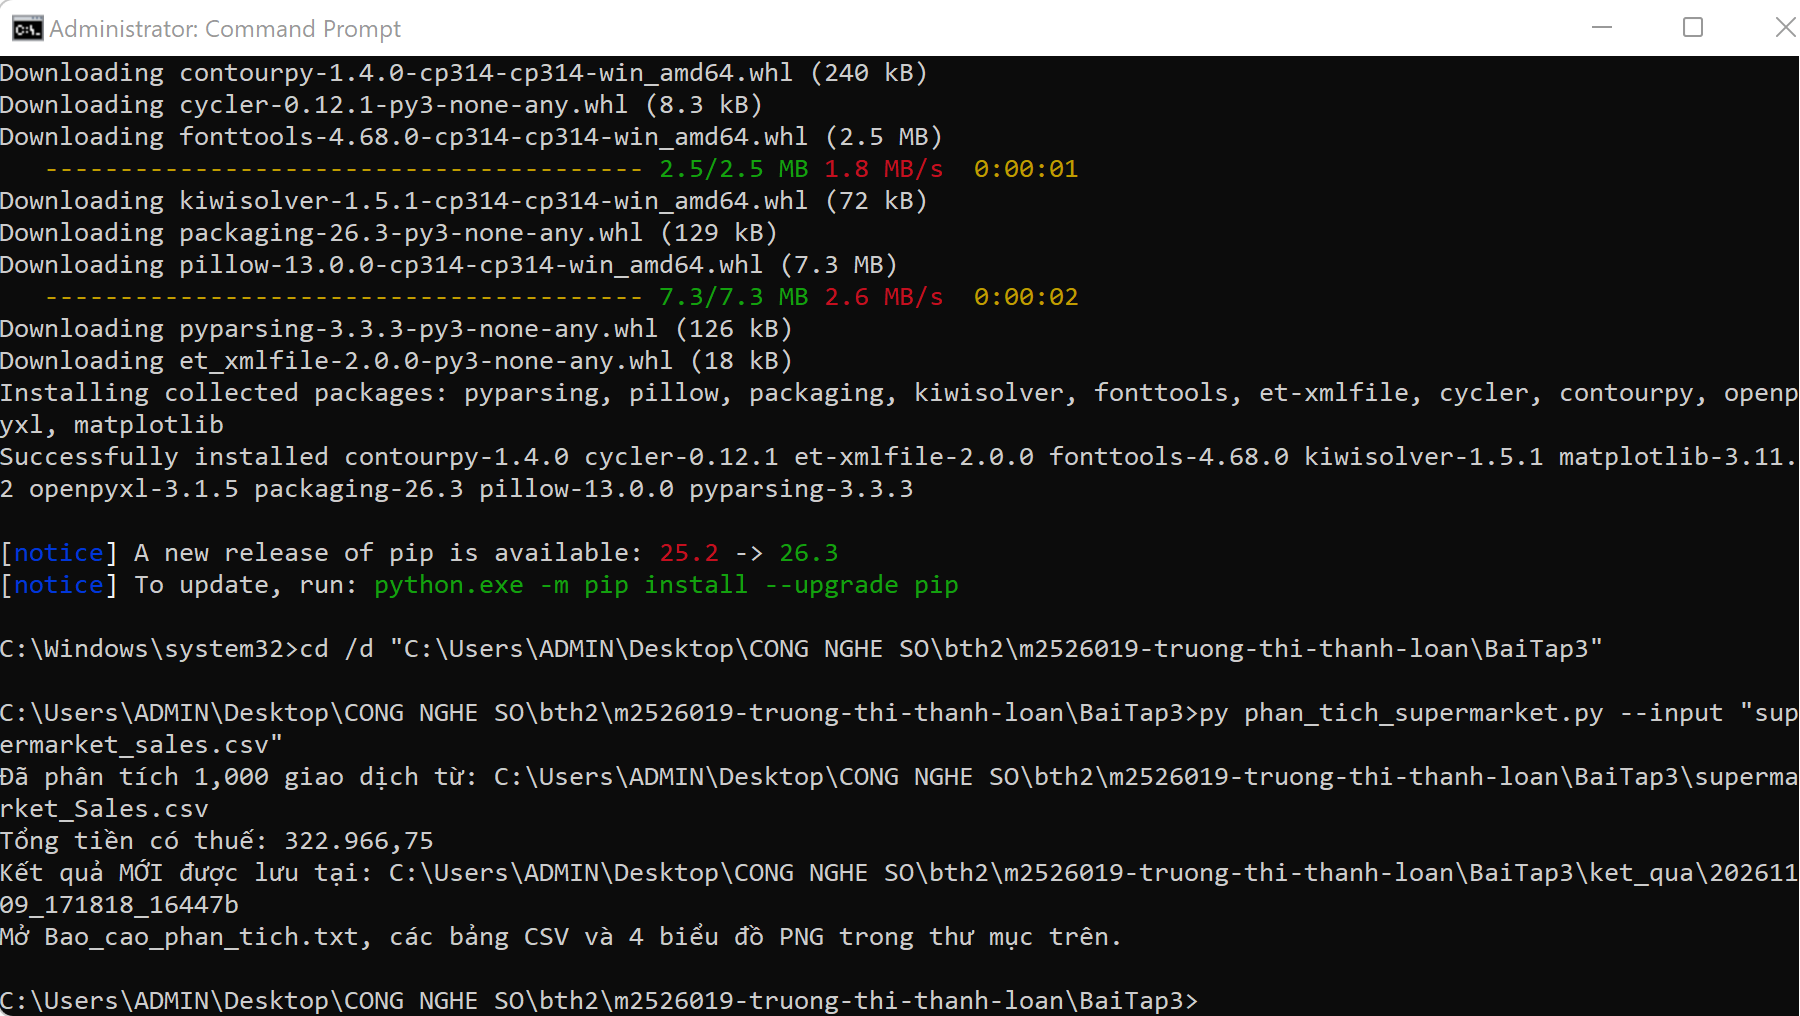 Administrator: Command Prompt
Downloading contourpy-1.4.0-cp314-cp314-win_amd64.whl (240 kB)
Downloading cycler-0.12.1-py3-none-any.whl (8.3 kB)
Downloading fonttools-4.68.0-cp314-cp314-win_amd64.whl (2.5 MB)
---------------------------------------- 2.5/2.5 MB 1.8 MB/s  0:00:01
Downloading kiwisolver-1.5.1-cp314-cp314-win_amd64.whl (72 kB)
Downloading packaging-26.3-py3-none-any.whl (129 kB)
Downloading pillow-13.0.0-cp314-cp314-win_amd64.whl (7.3 MB)
---------------------------------------- 7.3/7.3 MB 2.6 MB/s  0:00:02
Downloading pyparsing-3.3.3-py3-none-any.whl (126 kB)
Downloading et_xmlfile-2.0.0-py3-none-any.whl (18 kB)
Installing collected packages: pyparsing, pillow, packaging, kiwisolver, fonttools, et-xmlfile, cycler, contourpy, openp
yxl, matplotlib
Successfully installed contourpy-1.4.0 cycler-0.12.1 et-xmlfile-2.0.0 fonttools-4.68.0 kiwisolver-1.5.1 matplotlib-3.11.
2 openpyxl-3.1.5 packaging-26.3 pillow-13.0.0 pyparsing-3.3.3
[notice] A new release of pip is available: 25.2 -> 26.3
[notice] To update, run: python.exe -m pip install --upgrade pip
C:\Windows\system32>cd /d "C:\Users\ADMIN\Desktop\CONG NGHE SO\bth2\m2526019-truong-thi-thanh-loan\BaiTap3"
C:\Users\ADMIN\Desktop\CONG NGHE SO\bth2\m2526019-truong-thi-thanh-loan\BaiTap3>py phan_tich_supermarket.py --input "sup
ermarket_sales.csv"
Đã phân tích 1,000 giao dịch từ: C:\Users\ADMIN\Desktop\CONG NGHE SO\bth2\m2526019-truong-thi-thanh-loan\BaiTap3\superma
rket_Sales.csv
Tổng tiền có thuế: 322.966,75
Kết quả MỚI được lưu tại: C:\Users\ADMIN\Desktop\CONG NGHE SO\bth2\m2526019-truong-thi-thanh-loan\BaiTap3\ket_qua\202611
09_171818_16447b
Mở Bao_cao_phan_tich.txt, các bảng CSV và 4 biểu đồ PNG trong thư mục trên.
C:\Users\ADMIN\Desktop\CONG NGHE SO\bth2\m2526019-truong-thi-thanh-loan\BaiTap3>